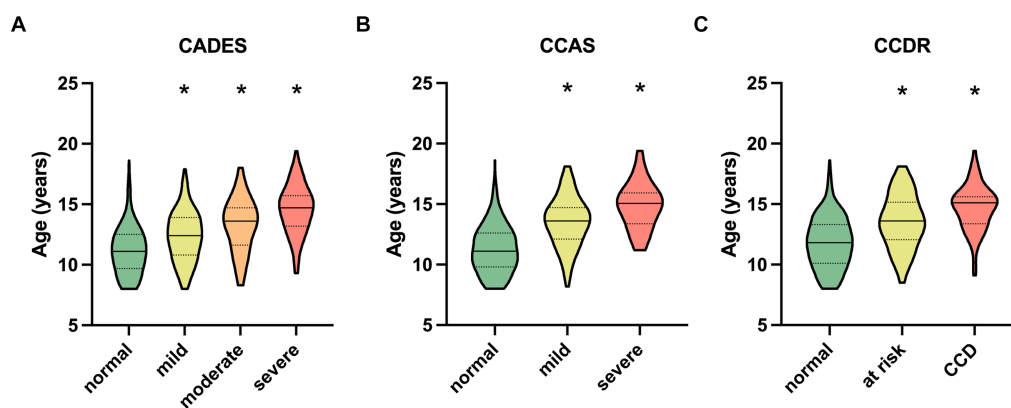 A
CADES
Age (years)
25
20
15
10
5
*
*
*
normal
mild
moderate
severe
B
CCAS
Age (years)
25
20
15
10
5
*
*
normal
mild
severe
C
CCDR
Age (years)
25
20
15
10
5
*
*
normal
at risk
CCD